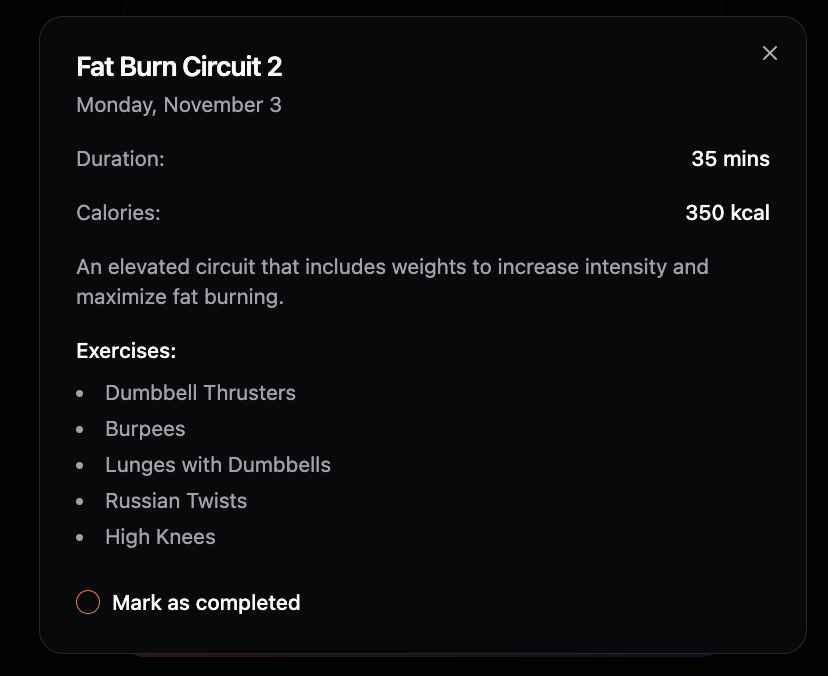 Fat Burn Circuit 2
Monday, November 3
Duration: 35 mins
Calories: 350 kcal
An elevated circuit that includes weights to increase intensity and
maximize fat burning.
Exercises:
• Dumbbell Thrusters
• Burpees
• Lunges with Dumbbells
• Russian Twists
• High Knees
Mark as completed